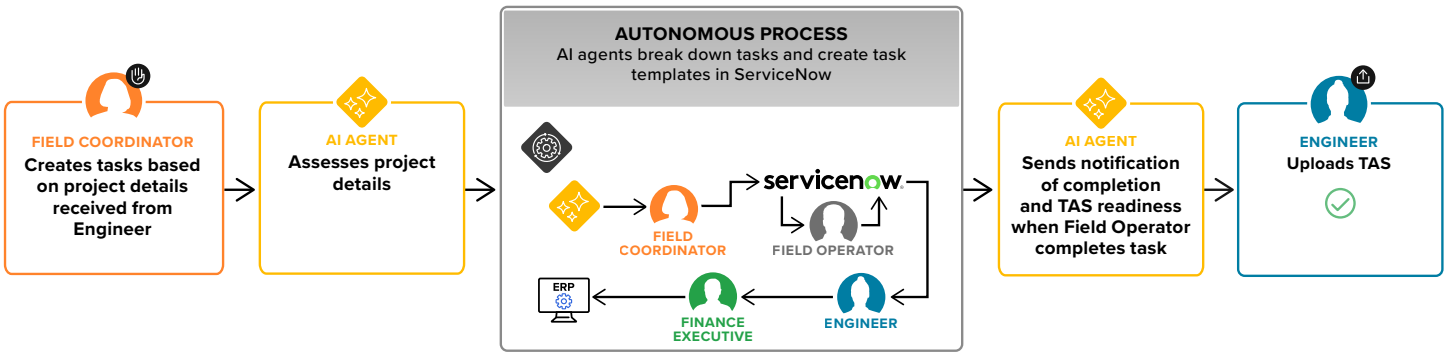 FIELD COORDINATOR
Creates tasks based
on project details
received from
Engineer
AI AGENT
Assesses project
details
AUTONOMOUS PROCESS
AI agents break down tasks and create task
templates in ServiceNow
FIELD
COORDINATOR
servicenow
FIELD OPERATOR
ERP
FINANCE
EXECUTIVE
ENGINEER
AI AGENT
Sends notification
of completion
and TAS readiness
when Field Operator
completes task
ENGINEER
Uploads TAS